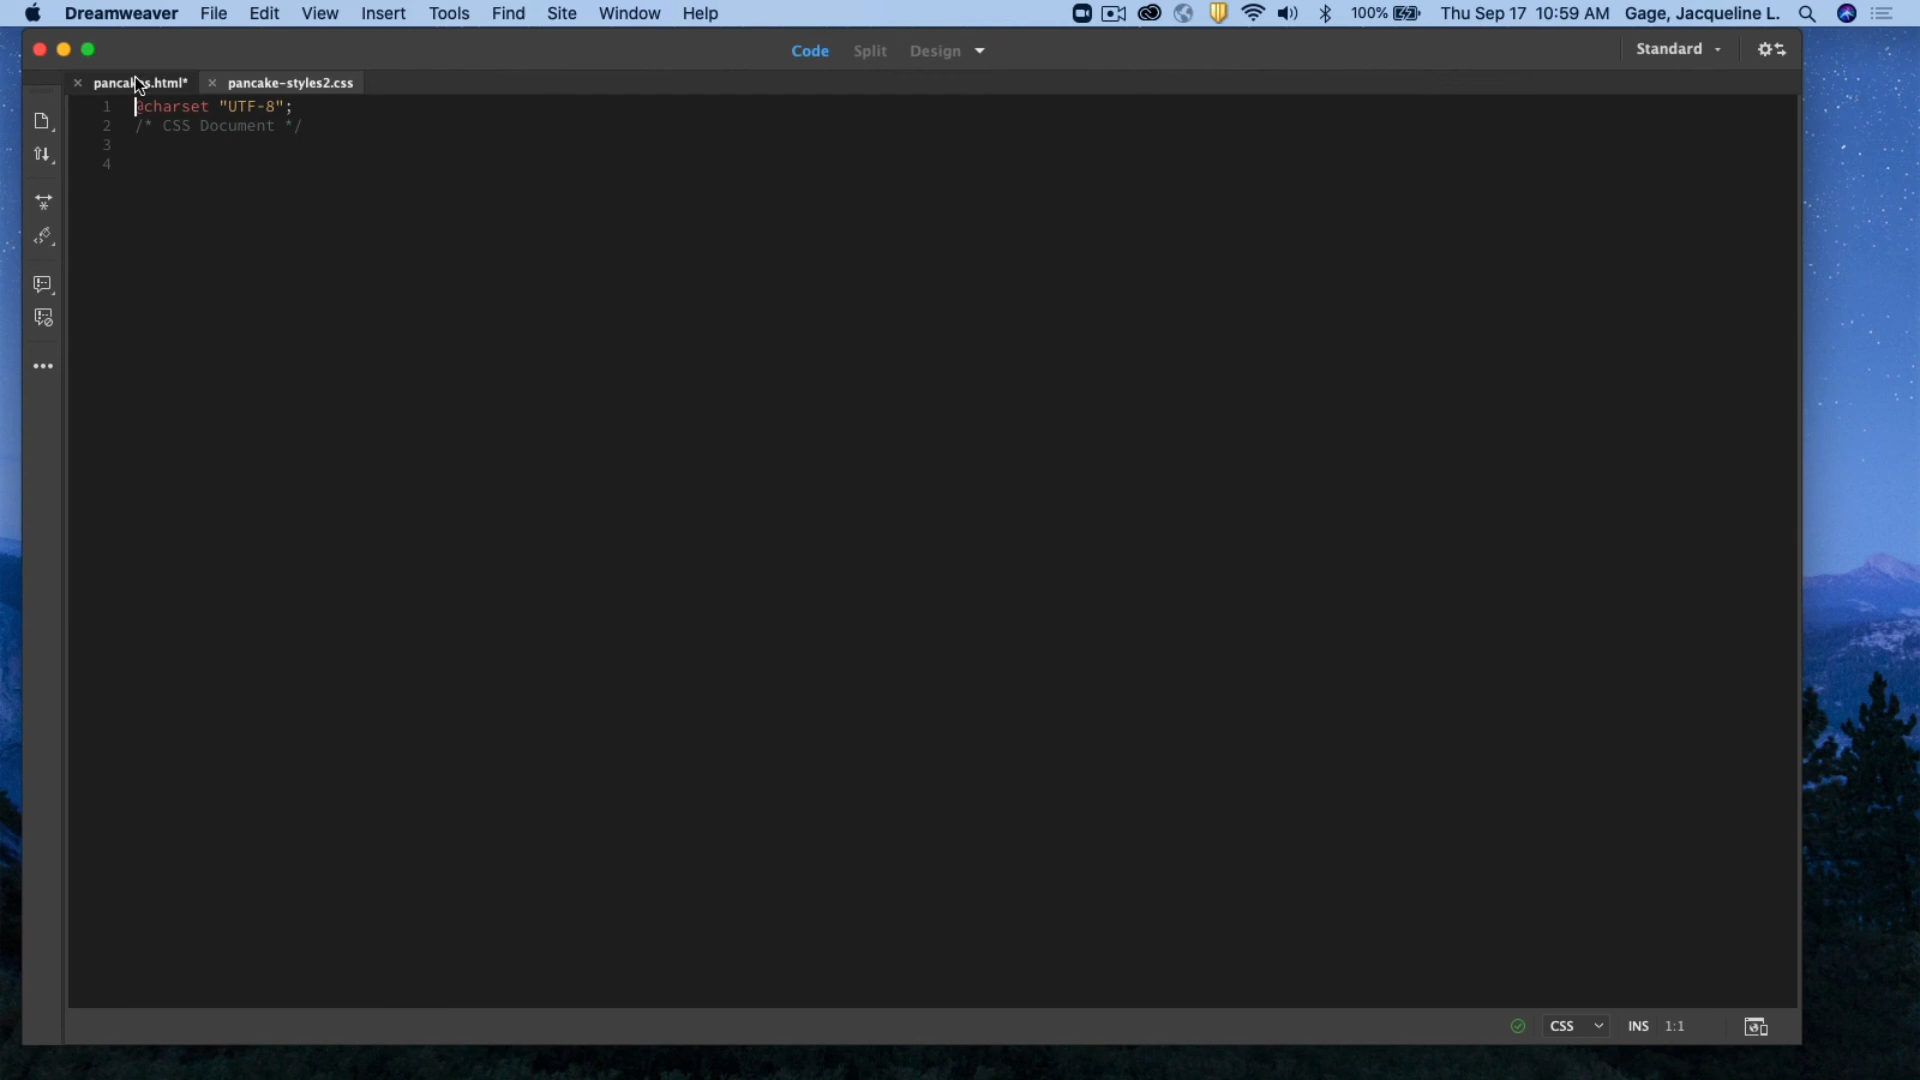 Dreamweaver File Edit View Insert Tools Find Site Window Help 100% Thu Sep 17 10:59 AM Gage, Jacqueline L.
Code Split Design Standard
pancakes.html* pancake-styles2.css
1 @charset "UTF-8";
2 /* CSS Document */
3
4
CSS INS 1:1